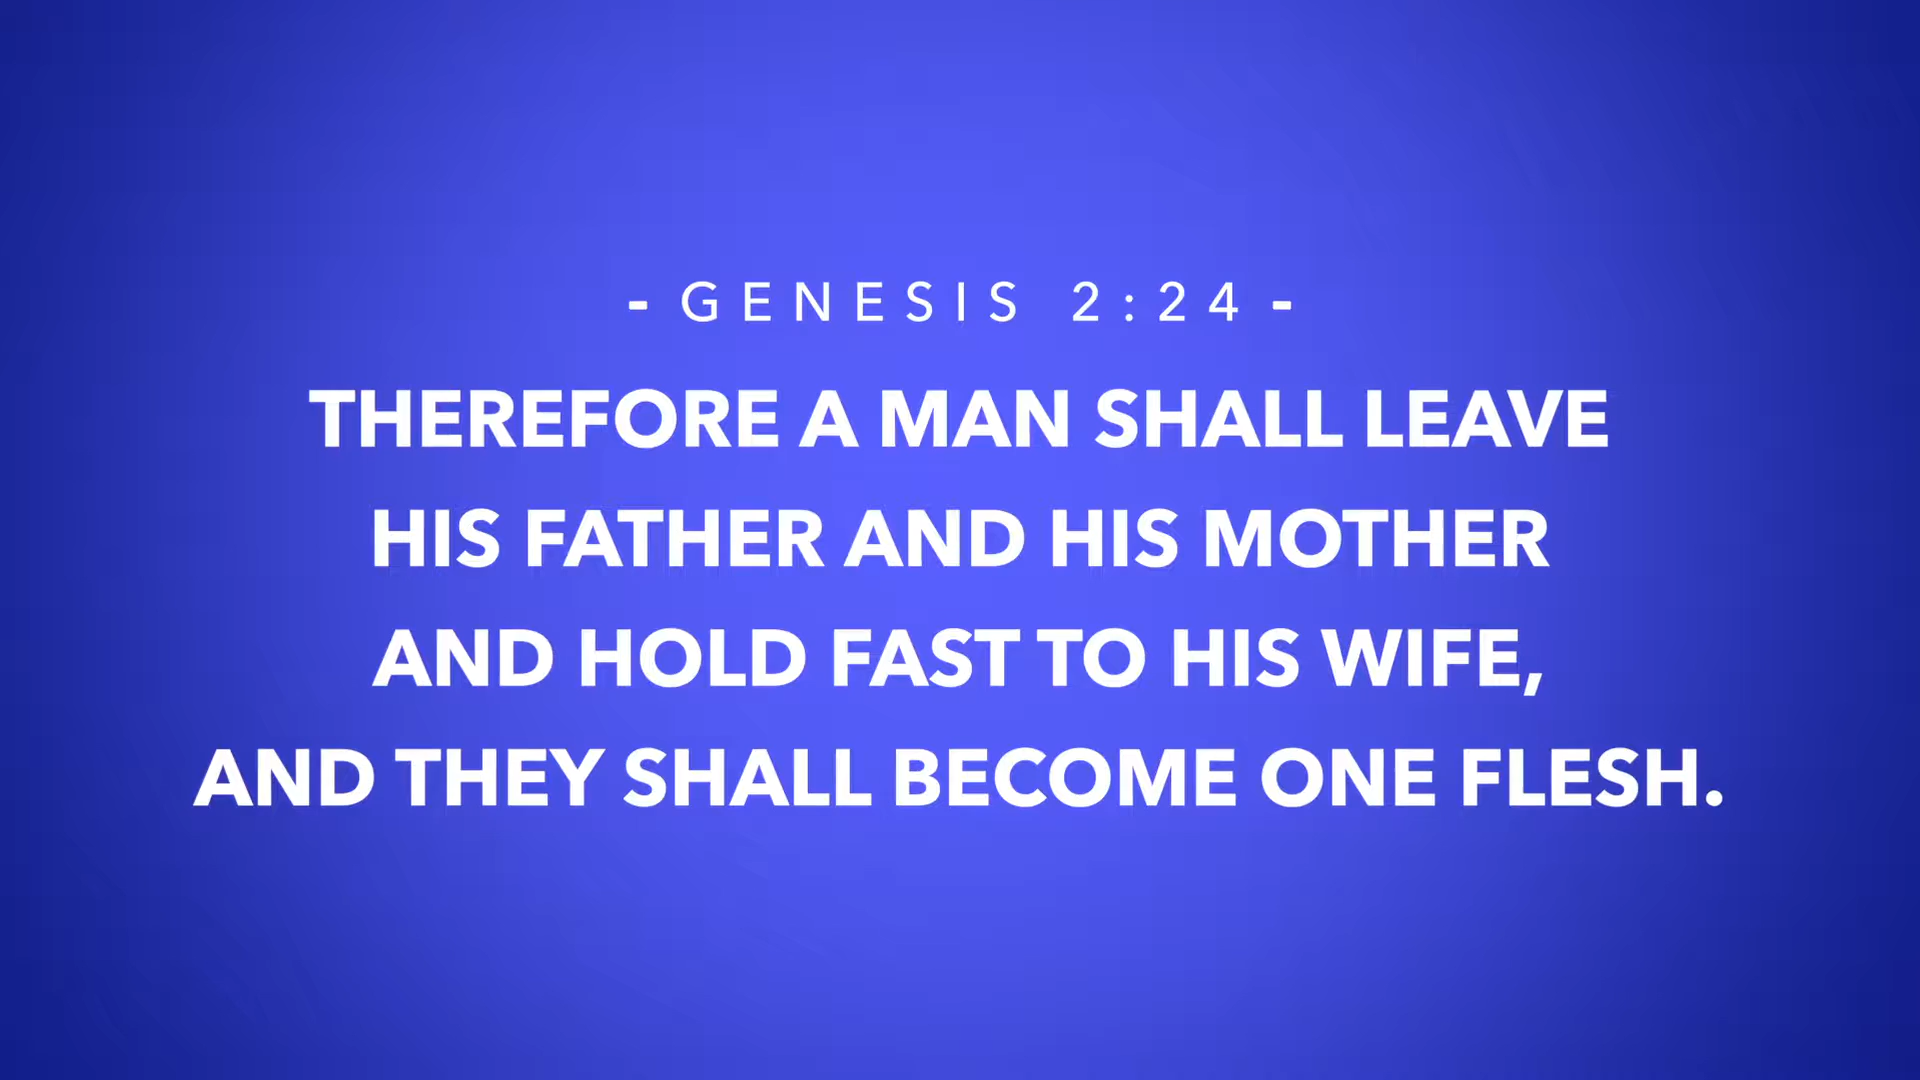 - GENESIS 2:24 -
THEREFORE A MAN SHALL LEAVE
HIS FATHER AND HIS MOTHER
AND HOLD FAST TO HIS WIFE,
AND THEY SHALL BECOME ONE FLESH.